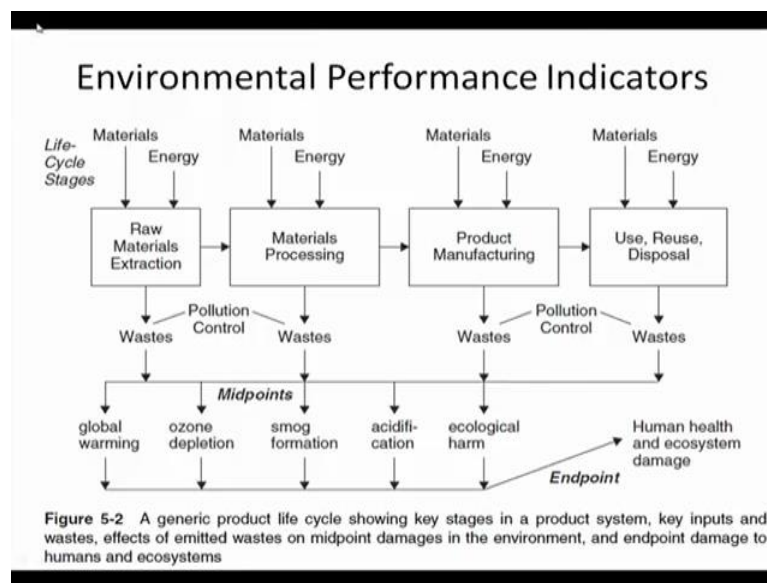 Environmental Performance Indicators
Life-
Cycle
Stages
Materials
Energy
Materials
Energy
Materials
Energy
Materials
Energy
Raw
Materials
Extraction
Materials
Processing
Product
Manufacturing
Use, Reuse,
Disposal
Pollution
Control
Pollution
Control
Wastes
Wastes
Wastes
Wastes
Midpoints
global
warming
ozone
depletion
smog
formation
acidifi-
cation
ecological
harm
Human health
and ecosystem
damage
Endpoint
Figure 5-2 A generic product life cycle showing key stages in a product system, key inputs and
wastes, effects of emitted wastes on midpoint damages in the environment, and endpoint damage to
humans and ecosystems